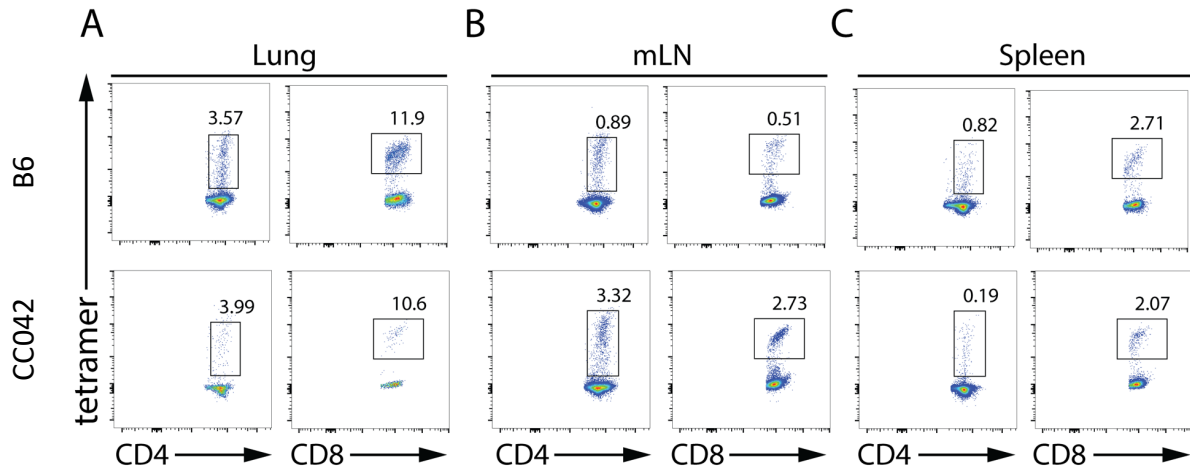 A B C
Lung mLN Spleen
B6
3.57 11.9 0.89 0.51 0.82 2.71
CC042
3.99 10.6 3.32 2.73 0.19 2.07
tetramer
CD4 CD8 CD4 CD8 CD4 CD8